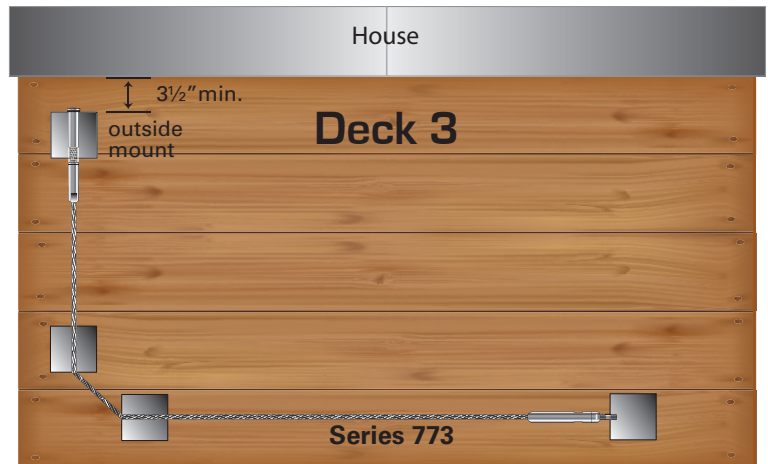 House
3½” min.
outside
mount
Deck 3
Series 773